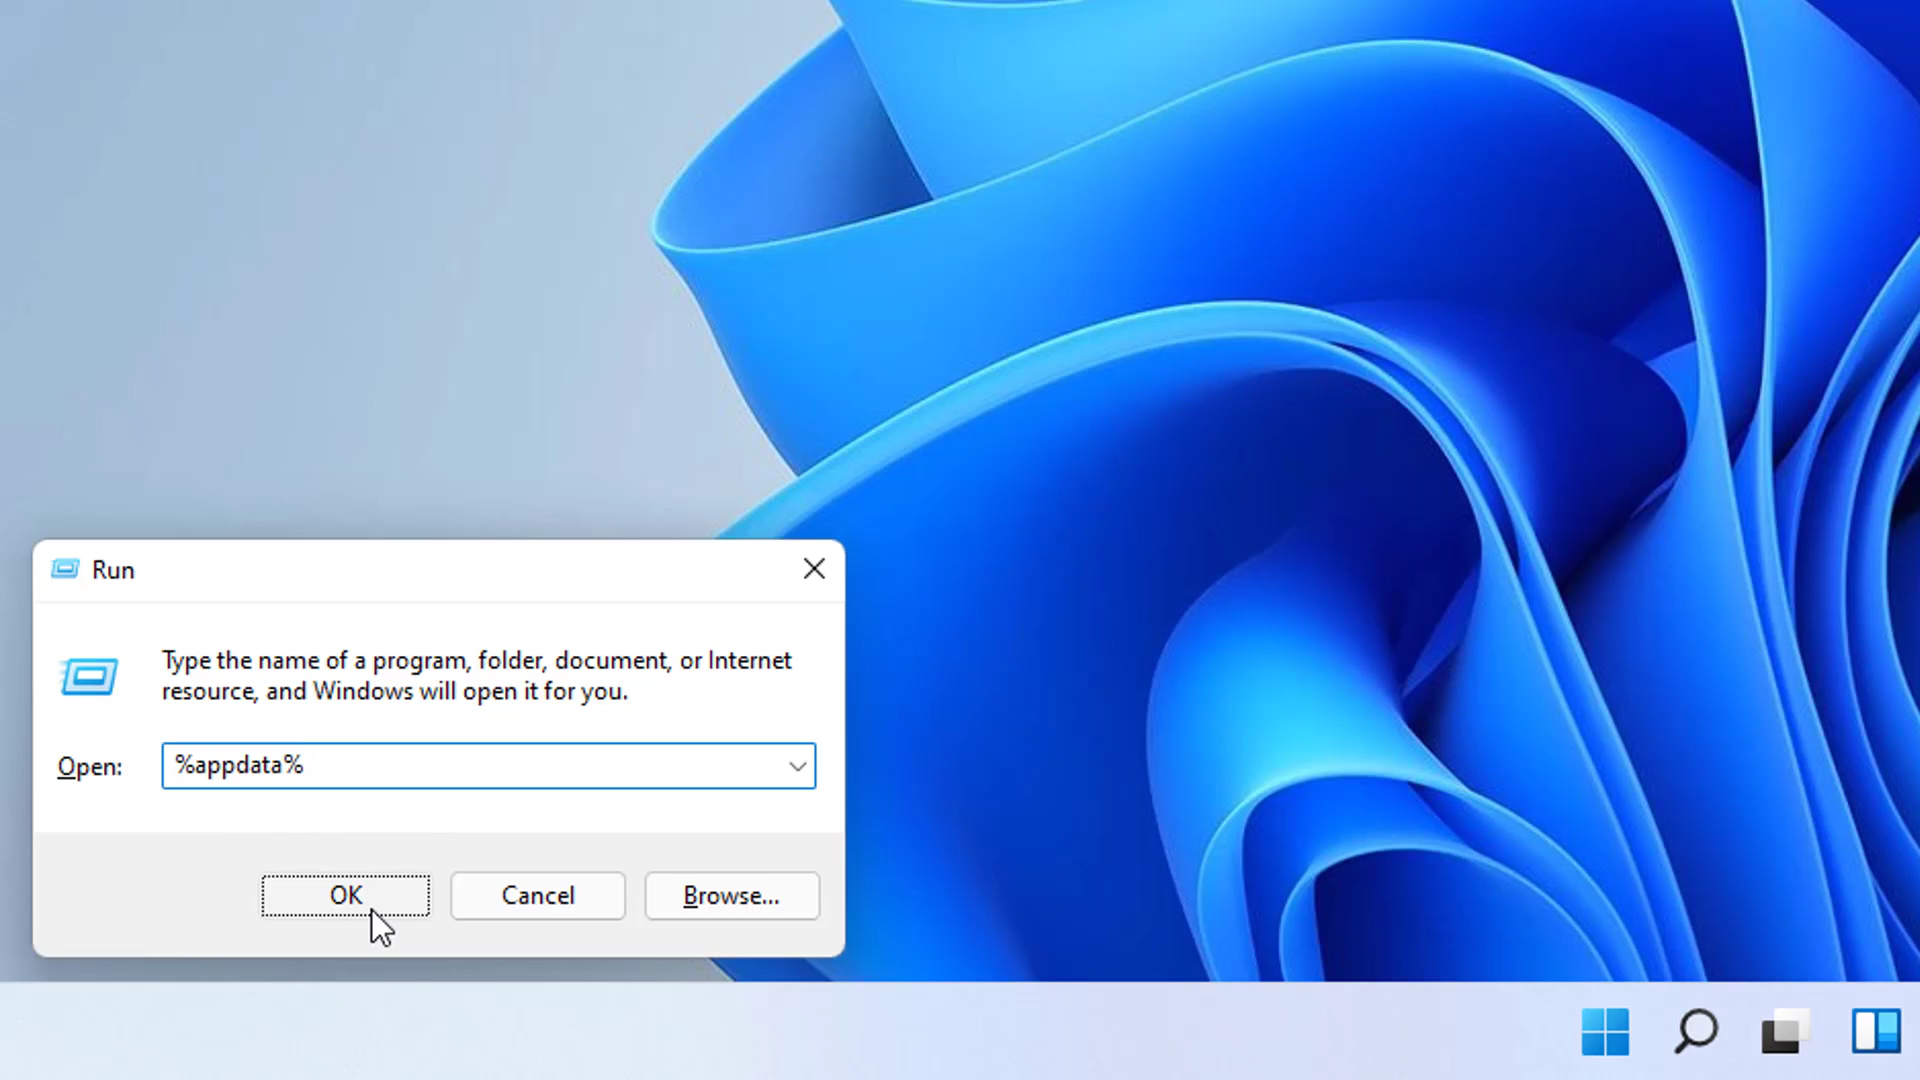 Run
Type the name of a program, folder, document, or Internet
resource, and Windows will open it for you.
Open: %appdata%
OK Cancel Browse...